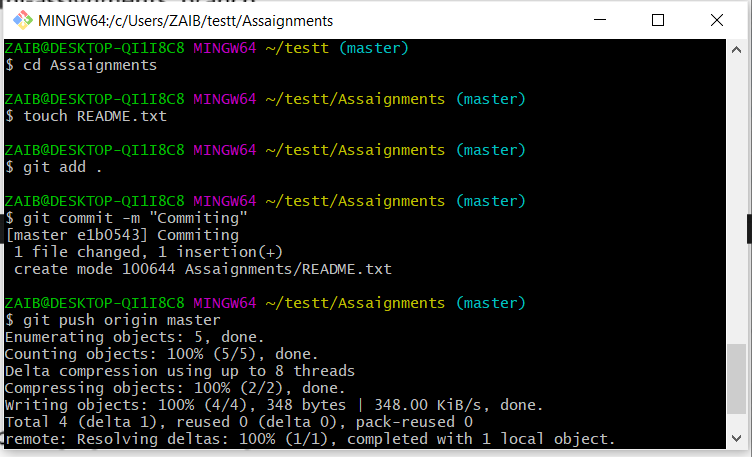 MINGW64:/c/Users/ZAIB/testt/Assaignments
ZAIB@DESKTOP-QI1I8C8 MINGW64 ~/testt (master)
$ cd Assaignments
ZAIB@DESKTOP-QI1I8C8 MINGW64 ~/testt/Assaignments (master)
$ touch README.txt
ZAIB@DESKTOP-QI1I8C8 MINGW64 ~/testt/Assaignments (master)
$ git add .
ZAIB@DESKTOP-QI1I8C8 MINGW64 ~/testt/Assaignments (master)
$ git commit -m "Commiting"
[master e1b0543] Commiting
 1 file changed, 1 insertion(+)
 create mode 100644 Assaignments/README.txt
ZAIB@DESKTOP-QI1I8C8 MINGW64 ~/testt/Assaignments (master)
$ git push origin master
Enumerating objects: 5, done.
Counting objects: 100% (5/5), done.
Delta compression using up to 8 threads
Compressing objects: 100% (2/2), done.
Writing objects: 100% (4/4), 348 bytes | 348.00 KiB/s, done.
Total 4 (delta 1), reused 0 (delta 0), pack-reused 0
remote: Resolving deltas: 100% (1/1), completed with 1 local object.